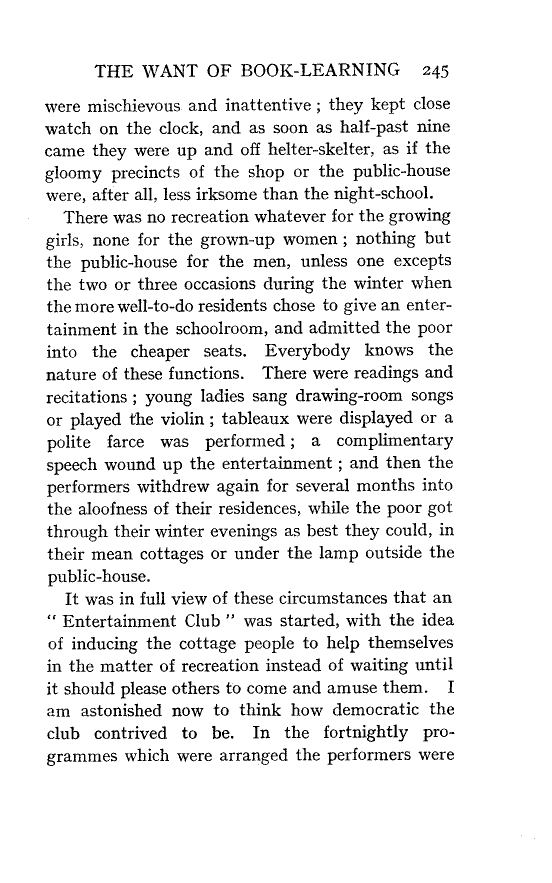 THE WANT OF BOOK-LEARNING 245
were mischievous and inattentive ; they kept close
watch on the clock, and as soon as half-past nine
came they were up and off helter-skelter, as if the
gloomy precincts of the shop or the public-house
were, after all, less irksome than the night-school.
There was no recreation whatever for the growing
girls, none for the grown-up women ; nothing but
the public-house for the men, unless one excepts
the two or three occasions during the winter when
the more well-to-do residents chose to give an enter-
tainment in the schoolroom, and admitted the poor
into the cheaper seats. Everybody knows the
nature of these functions. There were readings and
recitations ; young ladies sang drawing-room songs
or played the violin ; tableaux were displayed or a
polite farce was performed ; a complimentary
speech wound up the entertainment ; and then the
performers withdrew again for several months into
the aloofness of their residences, while the poor got
through their winter evenings as best they could, in
their mean cottages or under the lamp outside the
public-house.
It was in full view of these circumstances that an
“ Entertainment Club ” was started, with the idea
of inducing the cottage people to help themselves
in the matter of recreation instead of waiting until
it should please others to come and amuse them. I
am astonished now to think how democratic the
club contrived to be. In the fortnightly pro-
grammes which were arranged the performers were